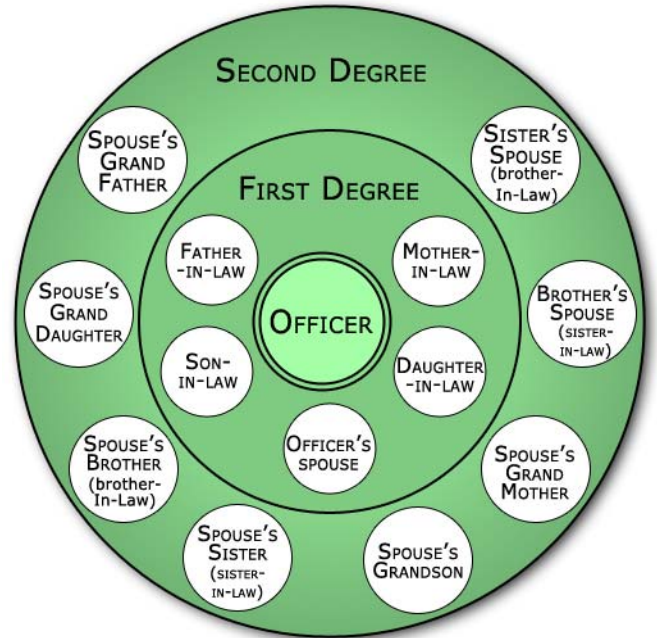 SECOND DEGREE
SPOUSE'S
GRAND
FATHER
SISTER'S
SPOUSE
(brother-
In-Law)
FIRST DEGREE
FATHER
-IN-LAW
MOTHER-
IN-LAW
SPOUSE'S
GRAND
DAUGHTER
OFFICER
BROTHER'S
SPOUSE
(SISTER-
IN-LAW)
SON-
IN-LAW
DAUGHTER
-IN-LAW
SPOUSE'S
BROTHER
(brother-
In-Law)
OFFICER'S
SPOUSE
SPOUSE'S
GRAND
MOTHER
SPOUSE'S
SISTER
(SISTER-
IN-LAW)
SPOUSE'S
GRANDSON